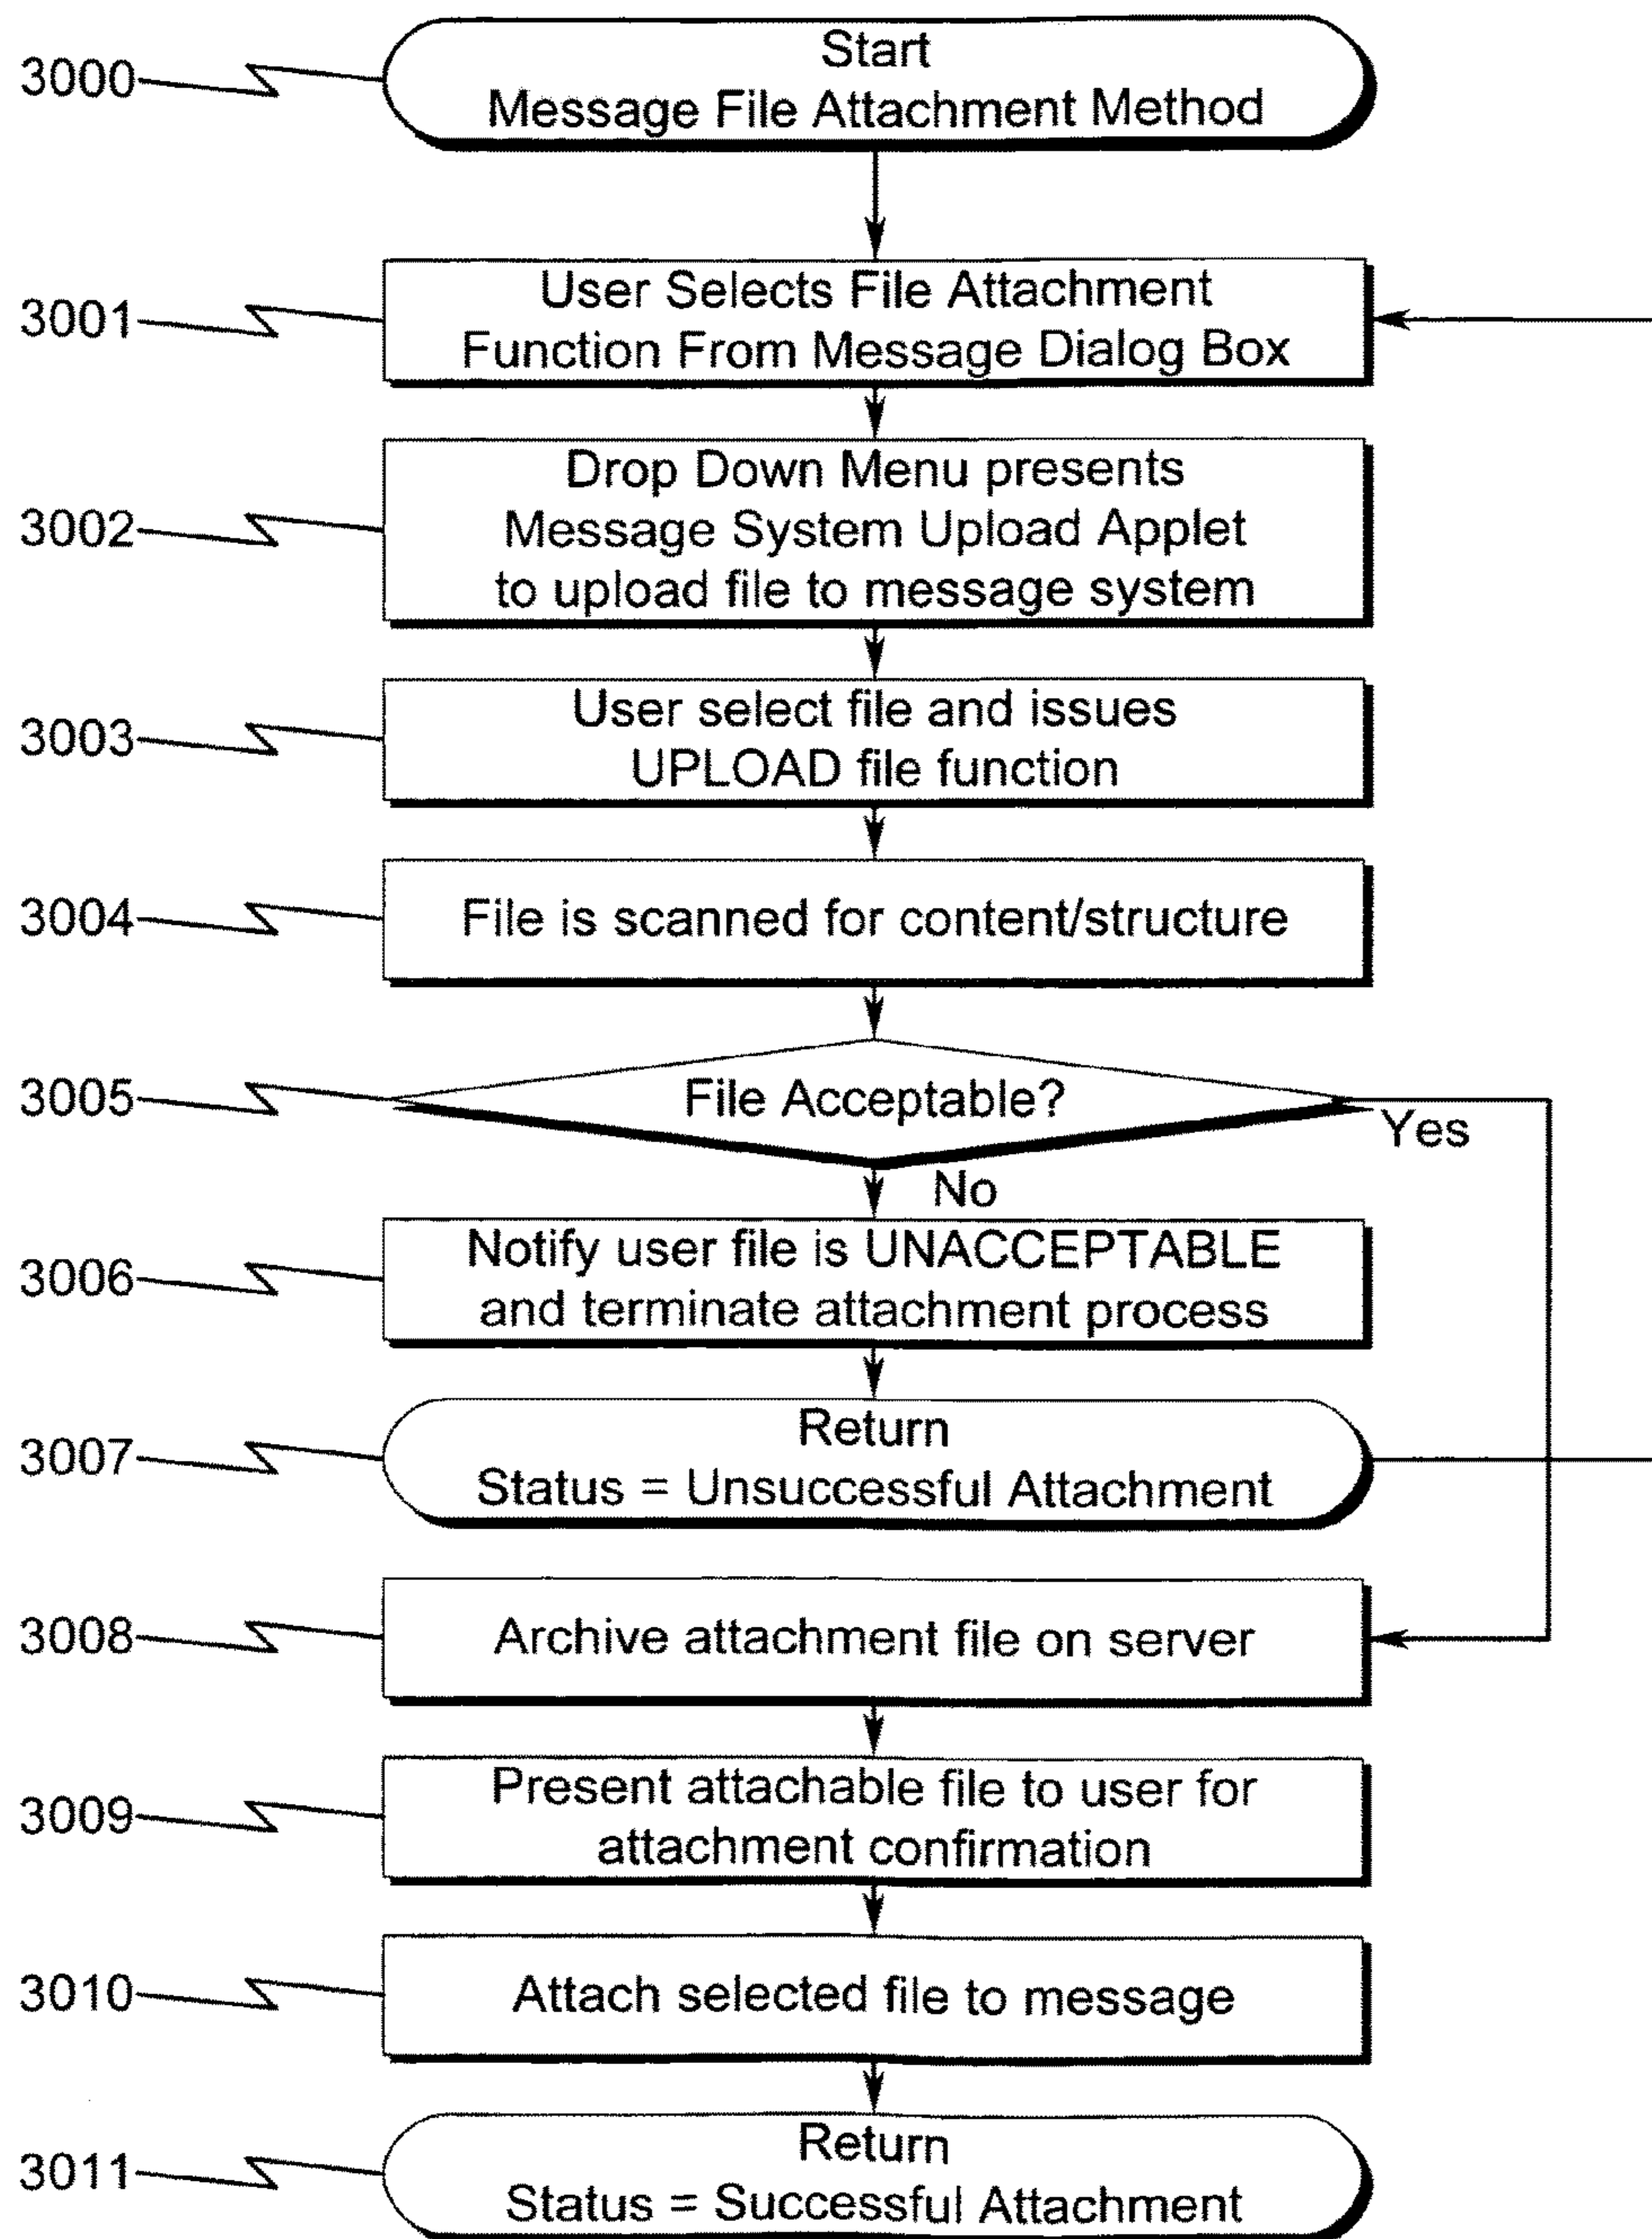 3000
Start
Message File Attachment Method
3001
User Selects File Attachment
Function From Message Dialog Box
3002
Drop Down Menu presents
Message System Upload Applet
to upload file to message system
3003
User select file and issues
UPLOAD file function
3004
File is scanned for content/structure
3005
File Acceptable?
Yes
No
3006
Notify user file is UNACCEPTABLE
and terminate attachment process
3007
Return
Status = Unsuccessful Attachment
3008
Archive attachment file on server
3009
Present attachable file to user for
attachment confirmation
3010
Attach selected file to message
3011
Return
Status = Successful Attachment